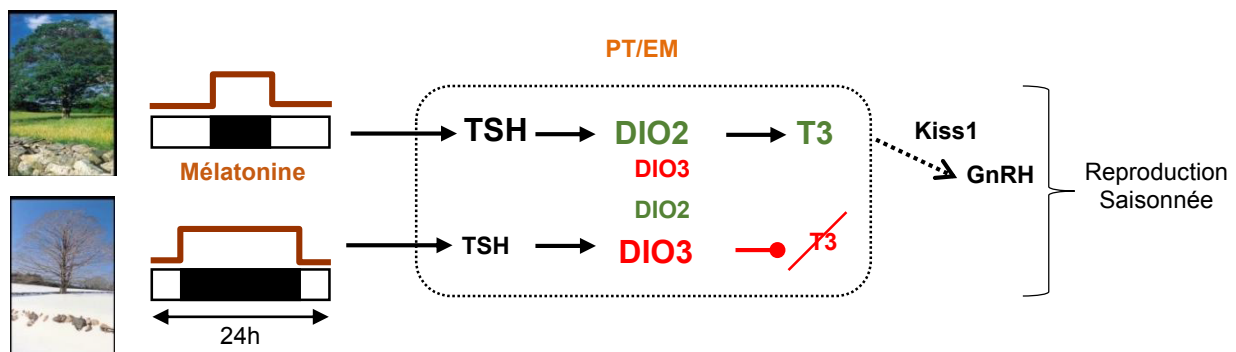 PT/EM
Mélatonine
TSH
DIO2
T3
DIO3
Kiss1
GnRH
Reproduction
Saisonnée
DIO2
TSH
DIO3
T3
24h